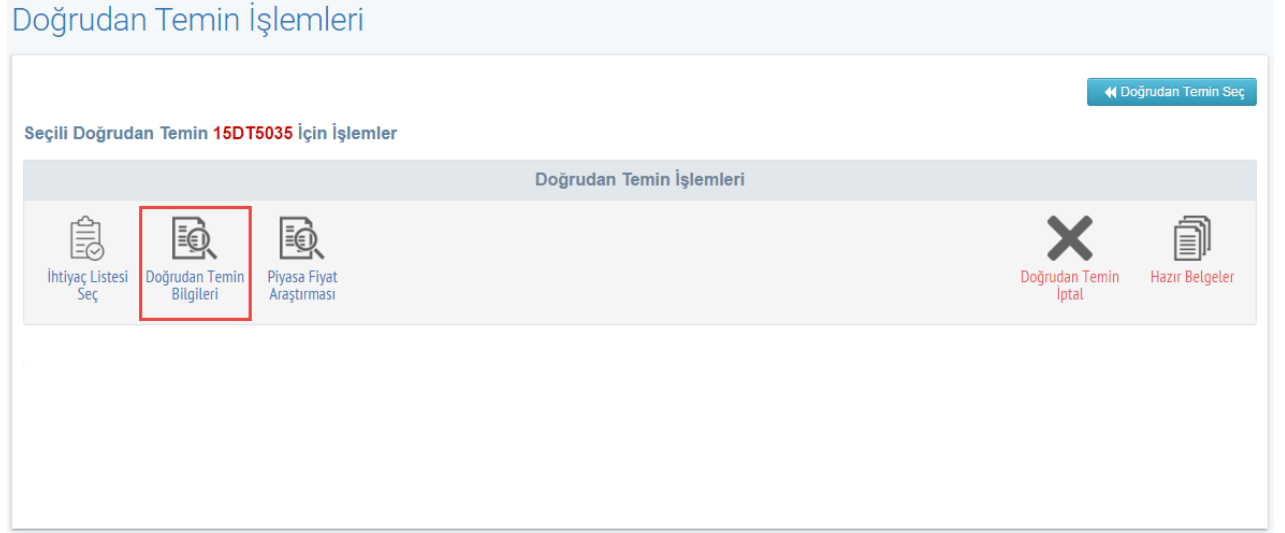 Doğrudan Temin İşlemleri
Doğrudan Temin Seç
Seçili Doğrudan Temin 15DT5035 İçin İşlemler
Doğrudan Temin İşlemleri
İhtiyaç Listesi
Seç
Doğrudan Temin
Bilgileri
Piyasa Fiyat
Araştırması
Doğrudan Temin
İptal
Hazır Belgeler